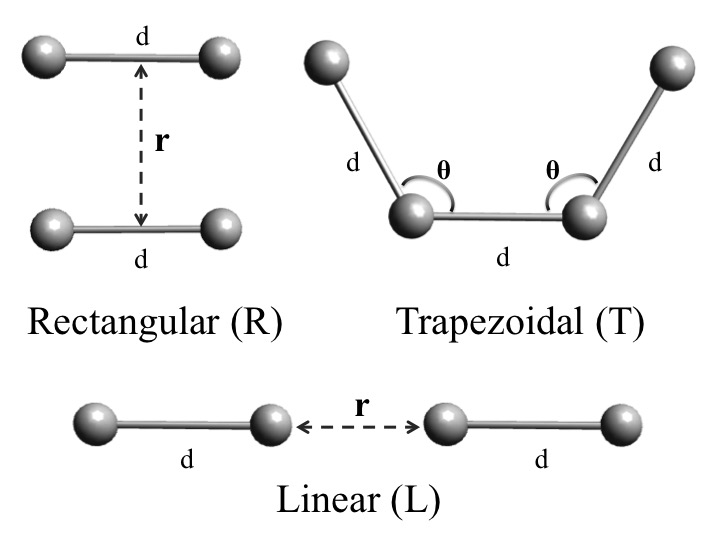 d
r
d
Rectangular (R)
θ
θ
d
d
d
Trapezoidal (T)
r
d
d
Linear (L)